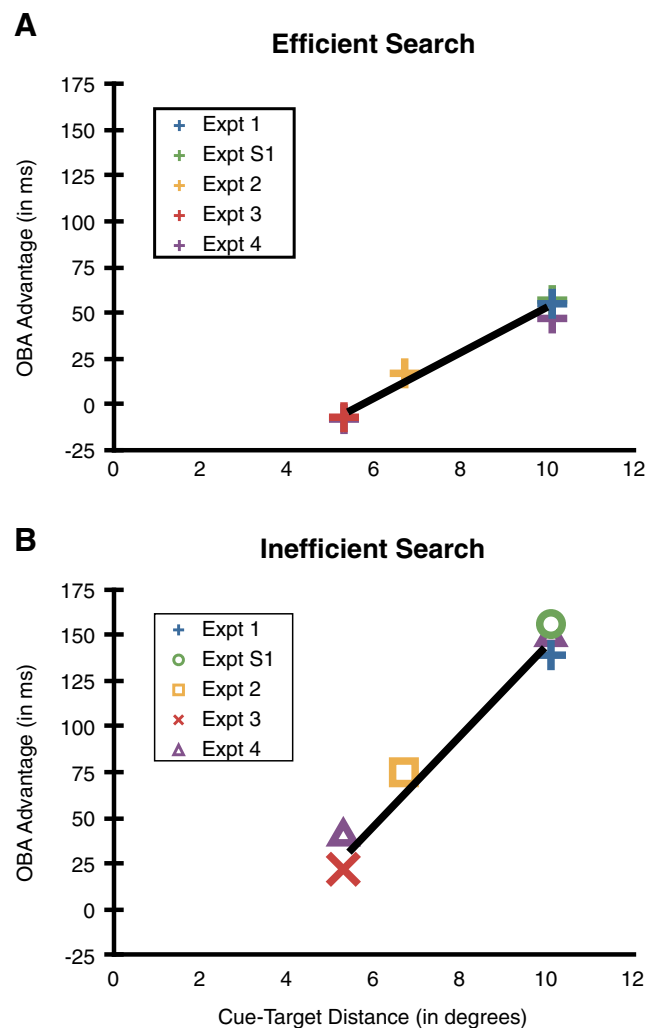 A
Efficient Search
OBA Advantage (in ms)
175
150
125
100
75
50
25
0
-25
Expt 1
Expt S1
Expt 2
Expt 3
Expt 4
0 2 4 6 8 10 12
B
Inefficient Search
OBA Advantage (in ms)
175
150
125
100
75
50
25
0
-25
Expt 1
Expt S1
Expt 2
Expt 3
Expt 4
0 2 4 6 8 10 12
Cue-Target Distance (in degrees)